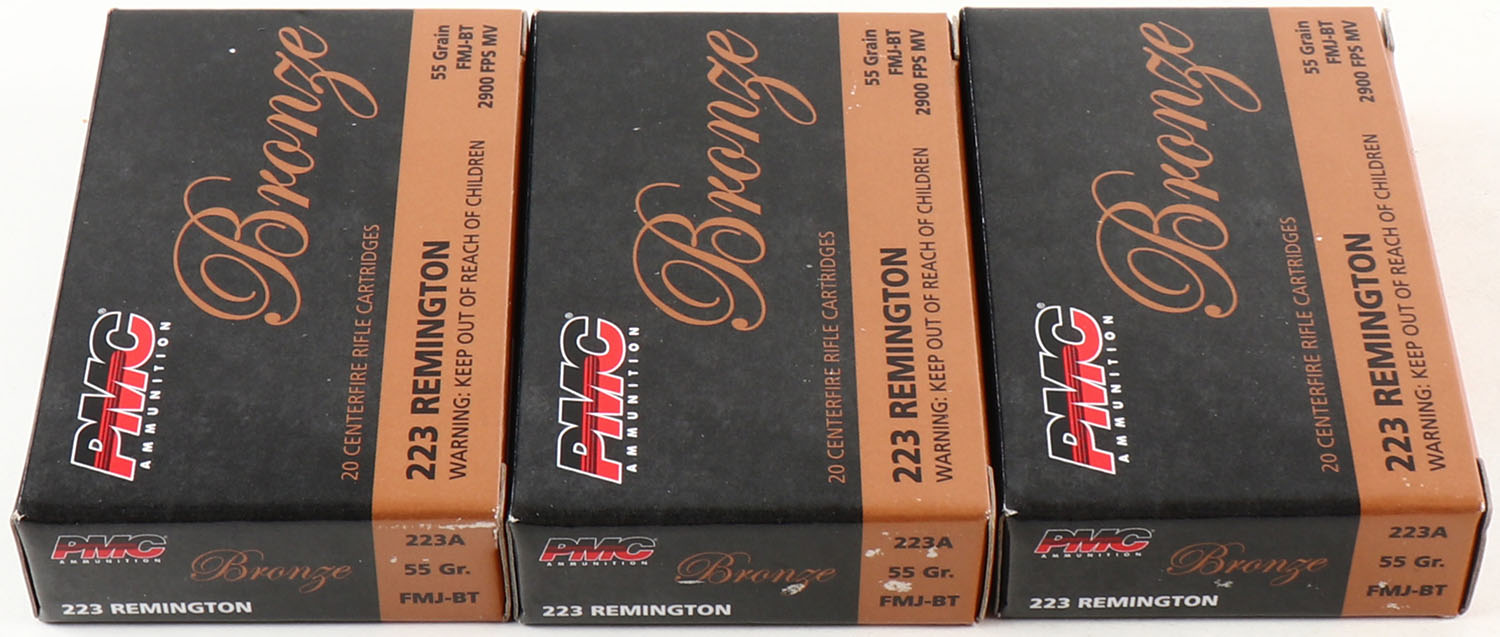 PMC®
AMMUNITION
Bronze
20 CENTERFIRE RIFLE CARTRIDGES
223 REMINGTON
WARNING: KEEP OUT OF REACH OF CHILDREN
55 Grain
FMJ-BT
2900 FPS MV
PMC
AMMUNITION
Bronze
223 REMINGTON
223A
55 Gr.
FMJ-BT
PMC®
AMMUNITION
Bronze
20 CENTERFIRE RIFLE CARTRIDGES
223 REMINGTON
WARNING: KEEP OUT OF REACH OF CHILDREN
55 Grain
FMJ-BT
2900 FPS MV
PMC
AMMUNITION
Bronze
223 REMINGTON
223A
55 Gr.
FMJ-BT
PMC®
AMMUNITION
Bronze
20 CENTERFIRE RIFLE CARTRIDGES
223 REMINGTON
WARNING: KEEP OUT OF REACH OF CHILDREN
55 Grain
FMJ-BT
2900 FPS MV
PMC
AMMUNITION
Bronze
223 REMINGTON
223A
55 Gr.
FMJ-BT